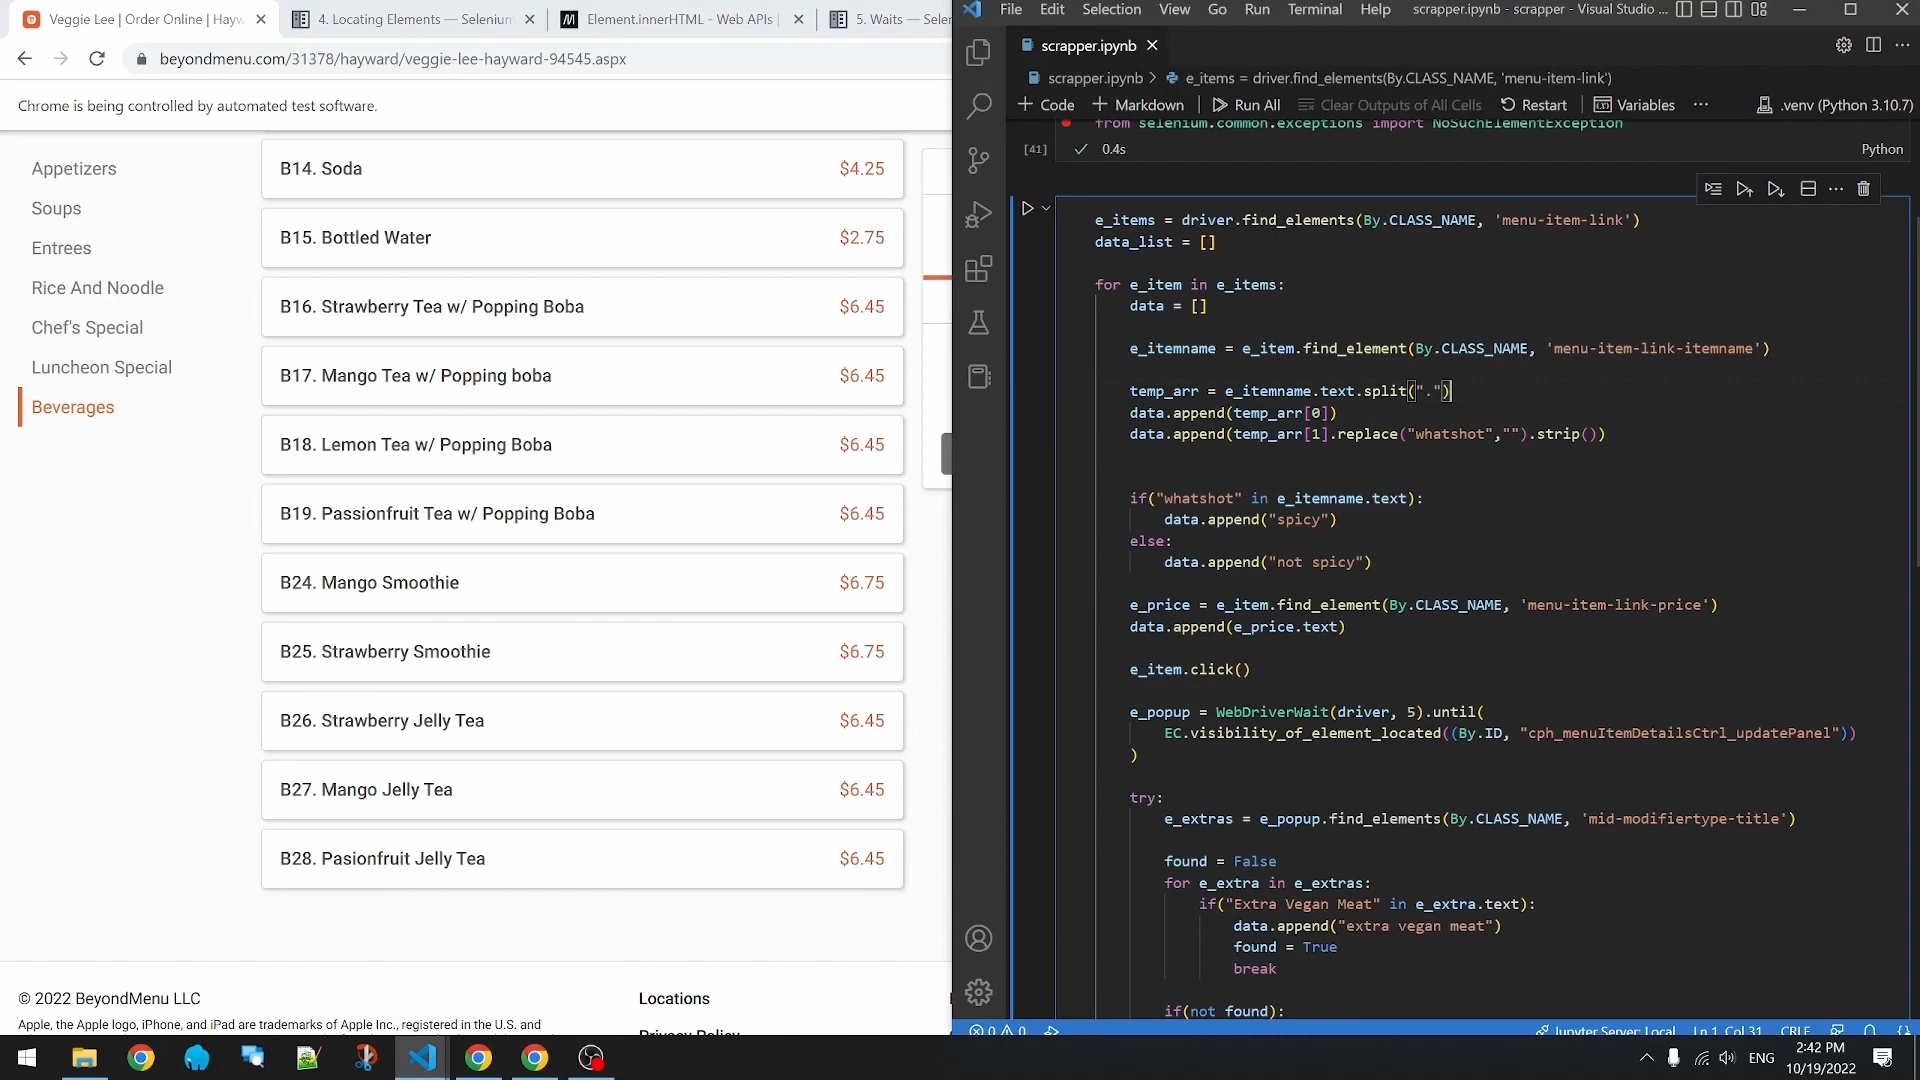 Veggie Lee | Order Online | Hayw
4. Locating Elements — Selenium
Element.innerHTML - Web APIs |
5. Waits — Selen
beyondmenu.com/31378/hayward/veggie-lee-hayward-94545.aspx
Chrome is being controlled by automated test software.
Appetizers
Soups
Entrees
Rice And Noodle
Chef's Special
Luncheon Special
Beverages
B14. Soda $4.25
B15. Bottled Water $2.75
B16. Strawberry Tea w/ Popping Boba $6.45
B17. Mango Tea w/ Popping boba $6.45
B18. Lemon Tea w/ Popping Boba $6.45
B19. Passionfruit Tea w/ Popping Boba $6.45
B24. Mango Smoothie $6.75
B25. Strawberry Smoothie $6.75
B26. Strawberry Jelly Tea $6.45
B27. Mango Jelly Tea $6.45
B28. Pasionfruit Jelly Tea $6.45
© 2022 BeyondMenu LLC
Apple, the Apple logo, iPhone, and iPad are trademarks of Apple Inc., registered in the U.S. and
Locations
Privacy Policy
File Edit Selection View Go Run Terminal Help scrapper.ipynb - scrapper - Visual Studio ...
scrapper.ipynb
scrapper.ipynb > e_items = driver.find_elements(By.CLASS_NAME, 'menu-item-link')
+ Code + Markdown Run All Clear Outputs of All Cells Restart Variables ... .venv (Python 3.10.7)
from selenium.common.exceptions import NoSuchElementException
[41] 0.4s Python
e_items = driver.find_elements(By.CLASS_NAME, 'menu-item-link')
data_list = []
for e_item in e_items:
data = []
e_itemname = e_item.find_element(By.CLASS_NAME, 'menu-item-link-itemname')
temp_arr = e_itemname.text.split(".")
data.append(temp_arr[0])
data.append(temp_arr[1].replace("whatshot","").strip())
if("whatshot" in e_itemname.text):
data.append("spicy")
else:
data.append("not spicy")
e_price = e_item.find_element(By.CLASS_NAME, 'menu-item-link-price')
data.append(e_price.text)
e_item.click()
e_popup = WebDriverWait(driver, 5).until(
EC.visibility_of_element_located((By.ID, "cph_menuItemDetailsCtrl_updatePanel"))
)
try:
e_extras = e_popup.find_elements(By.CLASS_NAME, 'mid-modifiertype-title')
found = False
for e_extra in e_extras:
if("Extra Vegan Meat" in e_extra.text):
data.append("extra vegan meat")
found = True
break
if(not found):
0 0 Jupyter Server: Local Ln 1, Col 31 CRLF
ENG
2:42 PM
10/19/2022